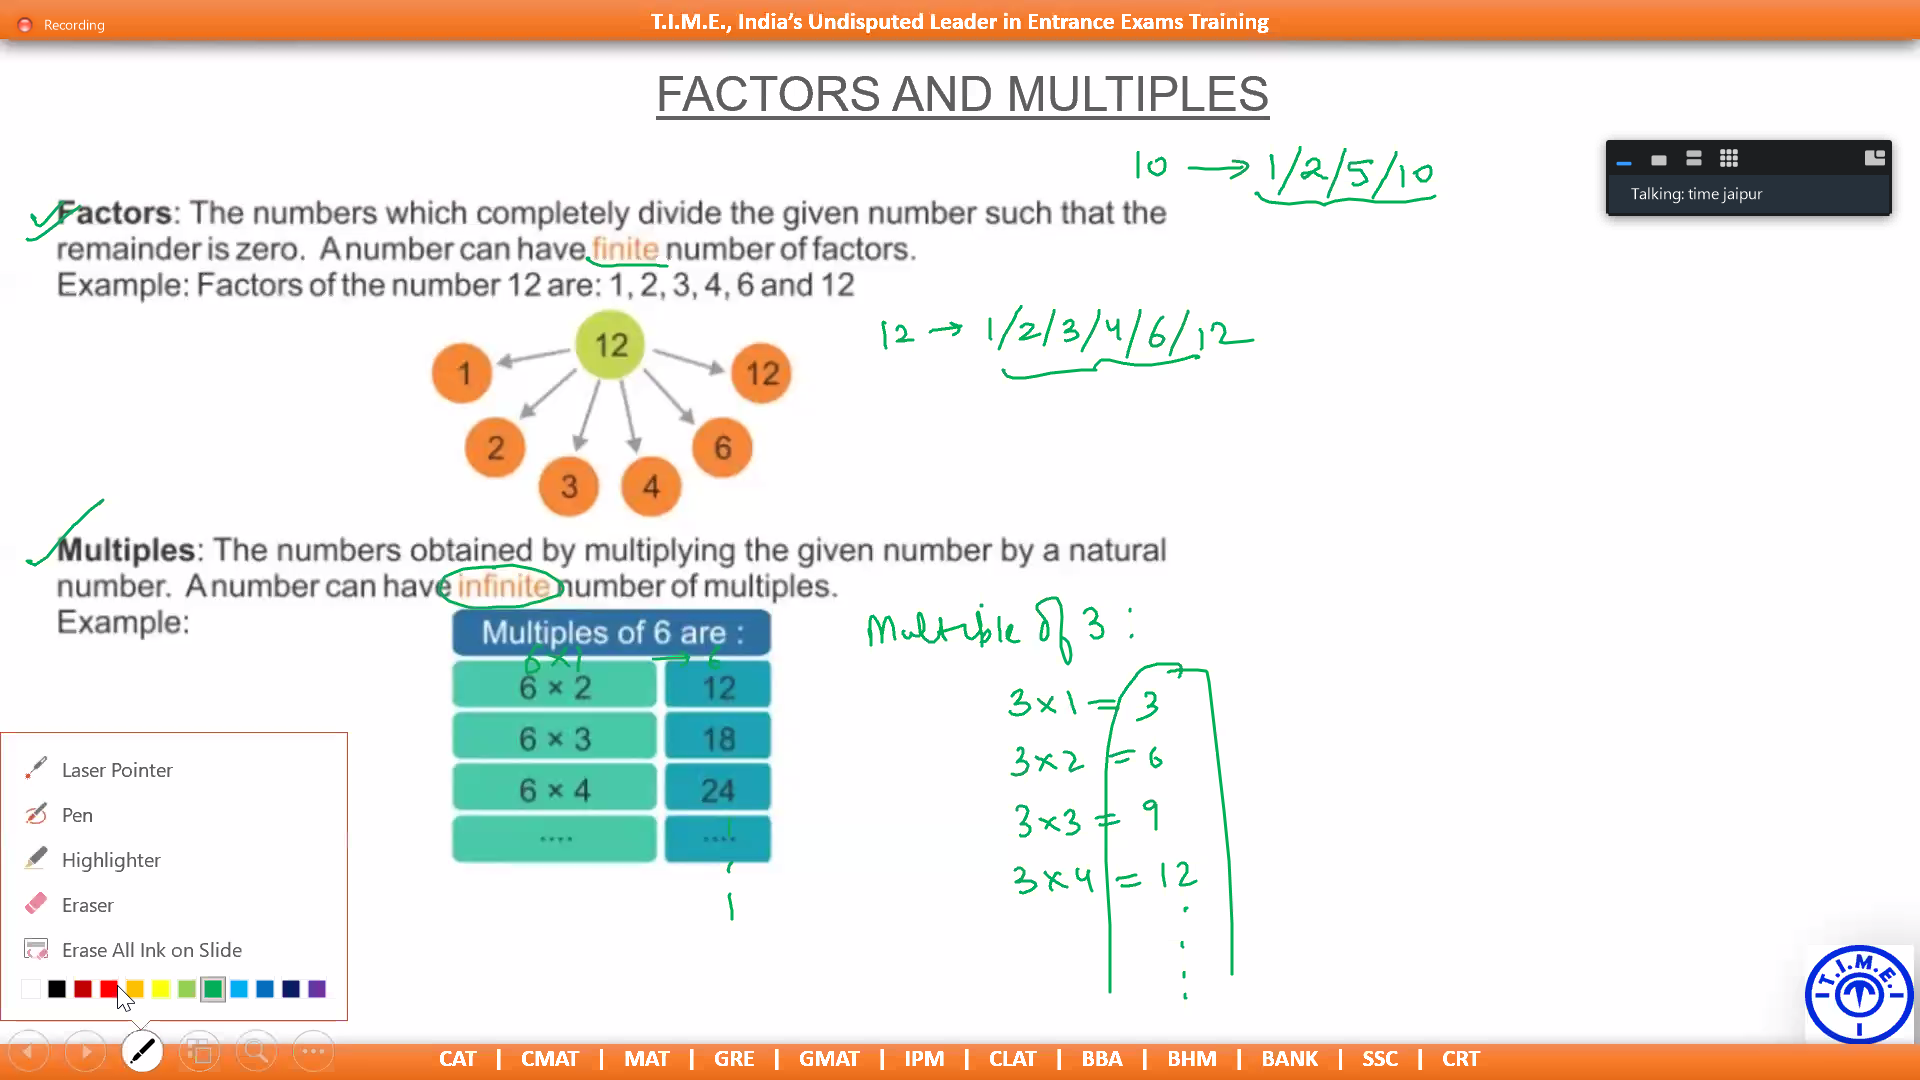 Recording
T.I.M.E., India's Undisputed Leader in Entrance Exams Training
FACTORS AND MULTIPLES
10 → 1/2/5/10
Talking: time jaipur
Factors: The numbers which completely divide the given number such that the
remainder is zero. A number can have finite number of factors.
Example: Factors of the number 12 are: 1, 2, 3, 4, 6 and 12
12 → 1/2/3/4/6/12
12
1
12
2
6
3
4
Multiples: The numbers obtained by multiplying the given number by a natural
number. A number can have infinite number of multiples.
Example:
Multiples of 6 are :
6×1 → 6
6 × 2 12
6 × 3 18
6 × 4 24
.... ....
Multiple of 3 :
3×1 = 3
3×2 = 6
3×3 = 9
3×4 = 12
Laser Pointer
Pen
Highlighter
Eraser
Erase All Ink on Slide
T.I.M.E.
CAT | CMAT | MAT | GRE | GMAT | IPM | CLAT | BBA | BHM | BANK | SSC | CRT